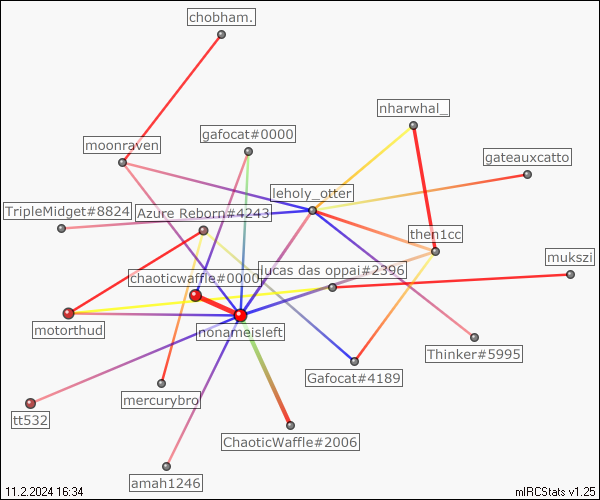 chobham.
nharwhal_
gafocat#0000
moonraven
gateauxcatto
leholy_otter
TripleMidget#8824
Azure Reborn#4243
then1cc
mukszi
lucas das oppai#2396
chaoticwaffle#0000
motorthud
nonameisleft
Thinker#5995
Gafocat#4189
mercurybro
tt532
ChaoticWaffle#2006
amah1246
11.2.2024 16:34
mIRCStats v1.25